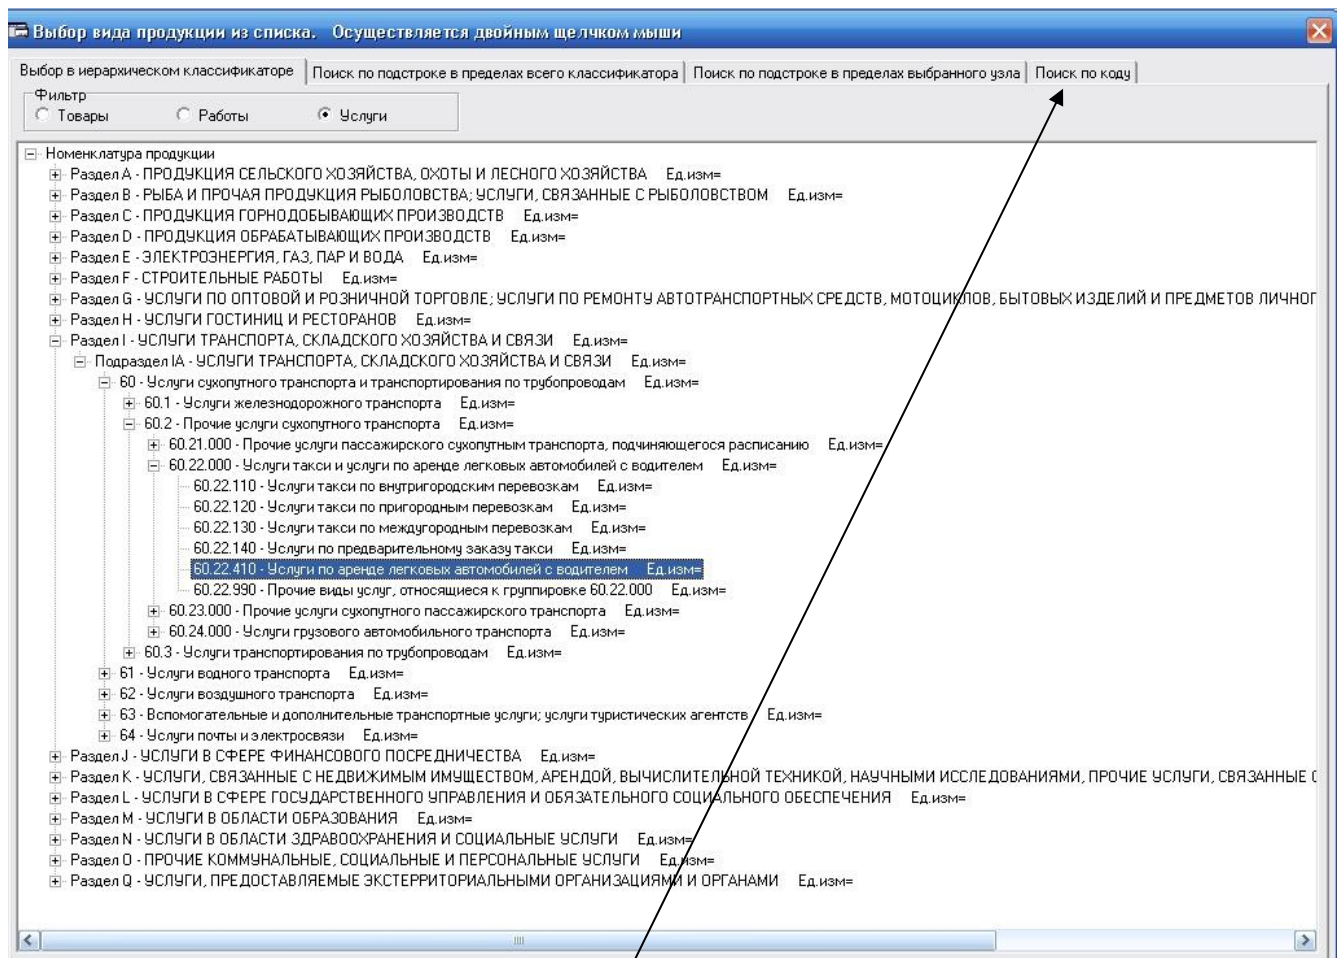 Выбор вида продукции из списка. Осуществляется двойным щелчком мыши
Выбор в иерархическом классификаторе Поиск по подстроке в пределах всего классификатора Поиск по подстроке в пределах выбранного узла Поиск по коду
Фильтр
Товары Работы Услуги
Номенклатура продукции
Раздел A - ПРОДУКЦИЯ СЕЛЬСКОГО ХОЗЯЙСТВА, ОХОТЫ И ЛЕСНОГО ХОЗЯЙСТВА Ед.изм=
Раздел B - РЫБА И ПРОЧАЯ ПРОДУКЦИЯ РЫБОЛОВСТВА; УСЛУГИ, СВЯЗАННЫЕ С РЫБОЛОВСТВОМ Ед.изм=
Раздел C - ПРОДУКЦИЯ ГОРНОДОБЫВАЮЩИХ ПРОИЗВОДСТВ Ед.изм=
Раздел D - ПРОДУКЦИЯ ОБРАБАТЫВАЮЩИХ ПРОИЗВОДСТВ Ед.изм=
Раздел E - ЭЛЕКТРОЭНЕРГИЯ, ГАЗ, ПАР И ВОДА Ед.изм=
Раздел F - СТРОИТЕЛЬНЫЕ РАБОТЫ Ед.изм=
Раздел G - УСЛУГИ ПО ОПТОВОЙ И РОЗНИЧНОЙ ТОРГОВЛЕ; УСЛУГИ ПО РЕМОНТУ АВТОТРАНСПОРТНЫХ СРЕДСТВ, МОТОЦИКЛОВ, БЫТОВЫХ ИЗДЕЛИЙ И ПРЕДМЕТОВ ЛИЧНОГ
Раздел H - УСЛУГИ ГОСТИНИЦ И РЕСТОРАНОВ Ед.изм=
Раздел I - УСЛУГИ ТРАНСПОРТА, СКЛАДСКОГО ХОЗЯЙСТВА И СВЯЗИ Ед.изм=
Подраздел IA - УСЛУГИ ТРАНСПОРТА, СКЛАДСКОГО ХОЗЯЙСТВА И СВЯЗИ Ед.изм=
60 - Услуги сухопутного транспорта и транспортирования по трубопроводам Ед.изм=
60.1 - Услуги железнодорожного транспорта Ед.изм=
60.2 - Прочие услуги сухопутного транспорта Ед.изм=
60.21.000 - Прочие услуги пассажирского сухопутным транспорта, подчиняющегося расписанию Ед.изм=
60.22.000 - Услуги такси и услуги по аренде легковых автомобилей с водителем Ед.изм=
60.22.110 - Услуги такси по внутригородским перевозкам Ед.изм=
60.22.120 - Услуги такси по пригородным перевозкам Ед.изм=
60.22.130 - Услуги такси по междугородным перевозкам Ед.изм=
60.22.140 - Услуги по предварительному заказу такси Ед.изм=
60.22.410 - Услуги по аренде легковых автомобилей с водителем Ед.изм=
60.22.990 - Прочие виды услуг, относящиеся к группировке 60.22.000 Ед.изм=
60.23.000 - Прочие услуги сухопутного пассажирского транспорта Ед.изм=
60.24.000 - Услуги грузового автомобильного транспорта Ед.изм=
60.3 - Услуги транспортирования по трубопроводам Ед.изм=
61 - Услуги водного транспорта Ед.изм=
62 - Услуги воздушного транспорта Ед.изм=
63 - Вспомогательные и дополнительные транспортные услуги; услуги туристических агентств Ед.изм=
64 - Услуги почты и электросвязи Ед.изм=
Раздел J - УСЛУГИ В СФЕРЕ ФИНАНСОВОГО ПОСРЕДНИЧЕСТВА Ед.изм=
Раздел K - УСЛУГИ, СВЯЗАННЫЕ С НЕДВИЖИМЫМ ИМУЩЕСТВОМ, АРЕНДОЙ, ВЫЧИСЛИТЕЛЬНОЙ ТЕХНИКОЙ, НАУЧНЫМИ ИССЛЕДОВАНИЯМИ, ПРОЧИЕ УСЛУГИ, СВЯЗАННЫЕ С
Раздел L - УСЛУГИ В СФЕРЕ ГОСУДАРСТВЕННОГО УПРАВЛЕНИЯ И ОБЯЗАТЕЛЬНОГО СОЦИАЛЬНОГО ОБЕСПЕЧЕНИЯ Ед.изм=
Раздел M - УСЛУГИ В ОБЛАСТИ ОБРАЗОВАНИЯ Ед.изм=
Раздел N - УСЛУГИ В ОБЛАСТИ ЗДРАВООХРАНЕНИЯ И СОЦИАЛЬНЫЕ УСЛУГИ Ед.изм=
Раздел O - ПРОЧИЕ КОММУНАЛЬНЫЕ, СОЦИАЛЬНЫЕ И ПЕРСОНАЛЬНЫЕ УСЛУГИ Ед.изм=
Раздел Q - УСЛУГИ, ПРЕДОСТАВЛЯЕМЫЕ ЭКСТЕРРИТОРИАЛЬНЫМИ ОРГАНИЗАЦИЯМИ И ОРГАНАМИ Ед.изм=